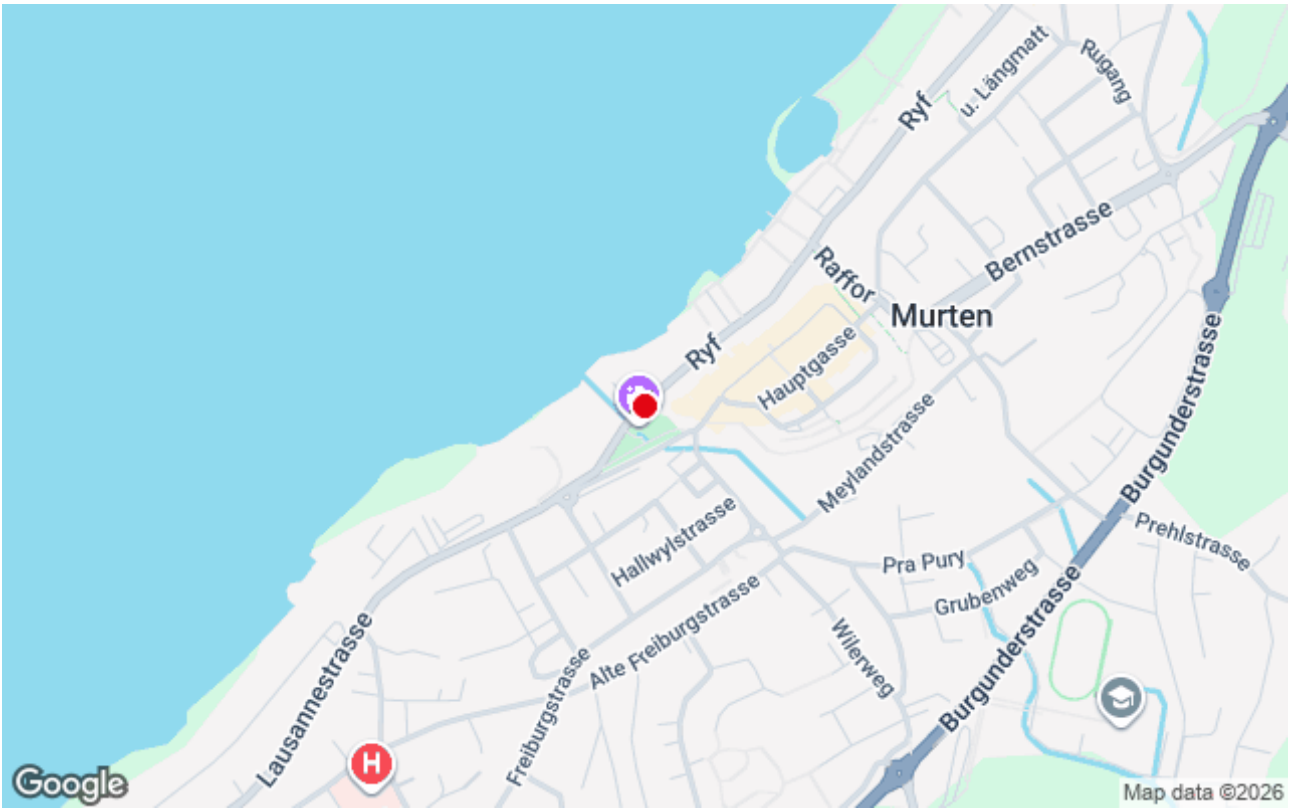 u. Längmatt
Rugang
Ryf
Bernstrasse
Raffor
Murten
Ryf
Hauptgasse
Burgunderstrasse
Meylandstrasse
Prehlstrasse
Hallwylstrasse
Pra Pury
Grubenweg
Alte Freiburgstrasse
Wilerweg
Burgunderstrasse
Lausannestrasse
Freiburgstrasse
H
Google
Map data ©2026